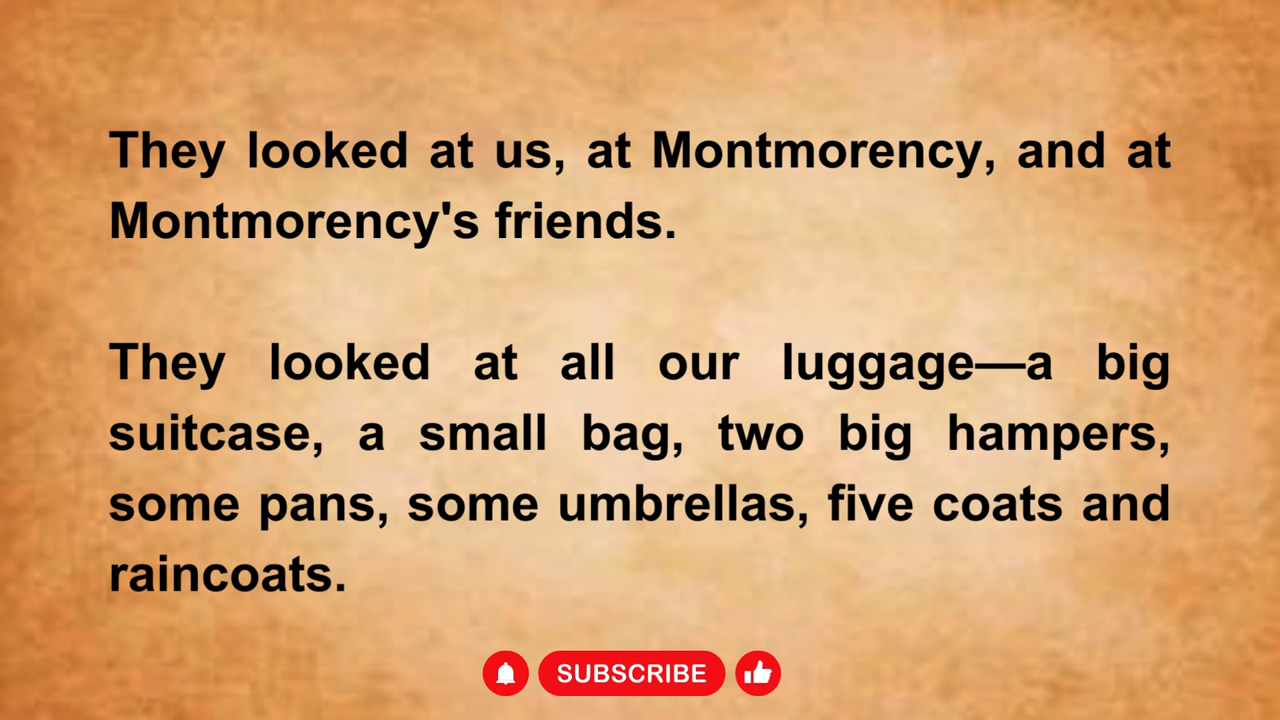 They looked at us, at Montmorency, and at
Montmorency's friends.
They looked at all our luggage—a big
suitcase, a small bag, two big hampers,
some pans, some umbrellas, five coats and
raincoats.
SUBSCRIBE